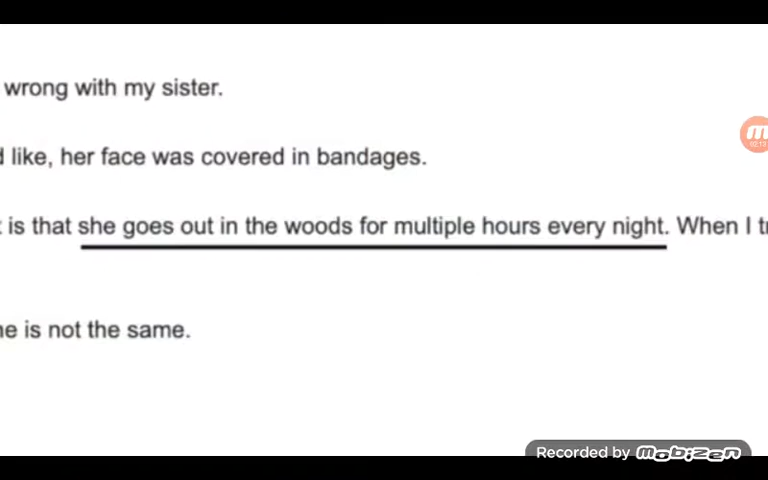 wrong with my sister.
like, her face was covered in bandages.
is that she goes out in the woods for multiple hours every night. When I
is not the same.
Recorded by mobizen